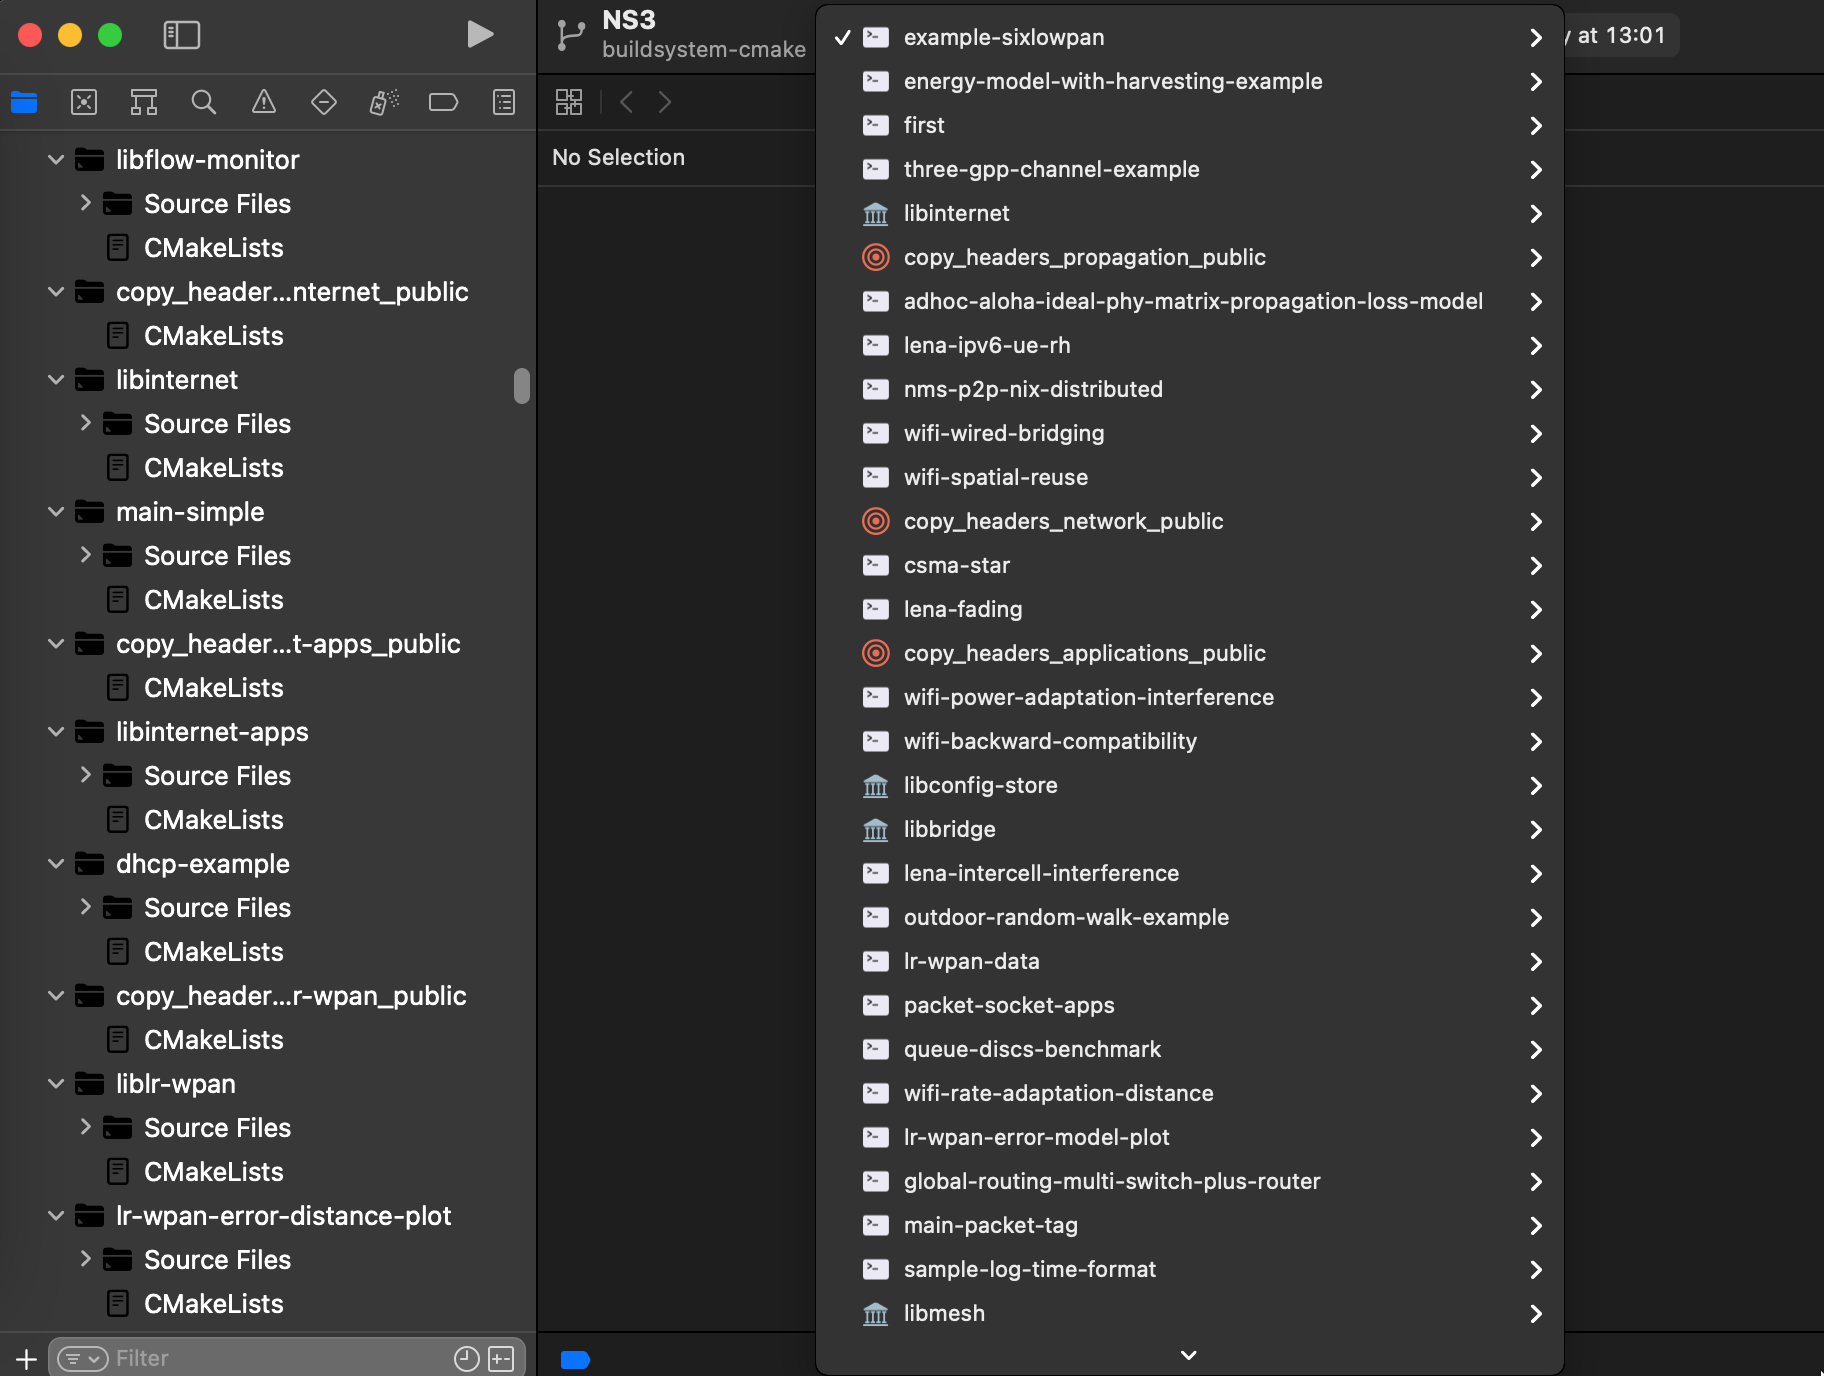 NS3
buildsystem-cmake
at 13:01
No Selection
libflow-monitor
Source Files
CMakeLists
copy_header...nternet_public
CMakeLists
libinternet
Source Files
CMakeLists
main-simple
Source Files
CMakeLists
copy_header...t-apps_public
CMakeLists
libinternet-apps
Source Files
CMakeLists
dhcp-example
Source Files
CMakeLists
copy_header...r-wpan_public
CMakeLists
liblr-wpan
Source Files
CMakeLists
lr-wpan-error-distance-plot
Source Files
CMakeLists
Filter
example-sixlowpan
energy-model-with-harvesting-example
first
three-gpp-channel-example
libinternet
copy_headers_propagation_public
adhoc-aloha-ideal-phy-matrix-propagation-loss-model
lena-ipv6-ue-rh
nms-p2p-nix-distributed
wifi-wired-bridging
wifi-spatial-reuse
copy_headers_network_public
csma-star
lena-fading
copy_headers_applications_public
wifi-power-adaptation-interference
wifi-backward-compatibility
libconfig-store
libbridge
lena-intercell-interference
outdoor-random-walk-example
lr-wpan-data
packet-socket-apps
queue-discs-benchmark
wifi-rate-adaptation-distance
lr-wpan-error-model-plot
global-routing-multi-switch-plus-router
main-packet-tag
sample-log-time-format
libmesh